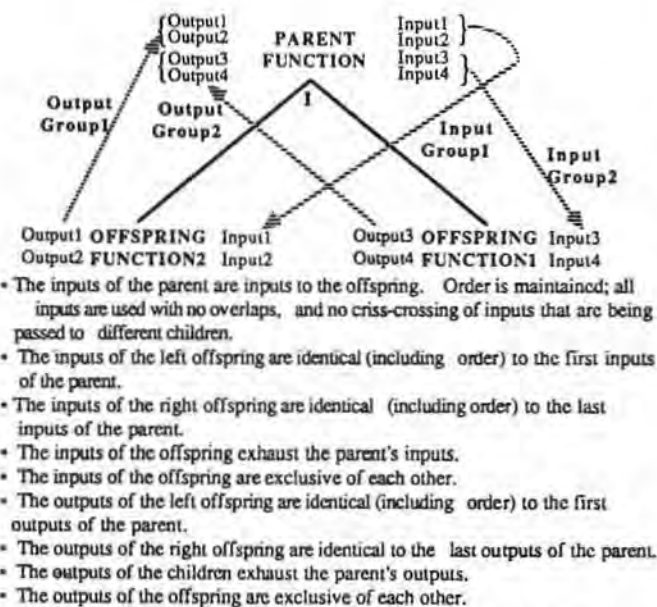 Output1
Output2
Output3
Output4
PARENT
FUNCTION
I
Input1
Input2
Input3
Input4
Output
Group1
Output
Group2
Input
Group1
Input
Group2
Output1 OFFSPRING Input1 Output3 OFFSPRING Input3
Output2 FUNCTION2 Input2 Output4 FUNCTION1 Input4
• The inputs of the parent are inputs to the offspring. Order is maintained; all
inputs are used with no overlaps, and no criss-crossing of inputs that are being
passed to different children.
• The inputs of the left offspring are identical (including order) to the first inputs
of the parent.
• The inputs of the right offspring are identical (including order) to the last
inputs of the parent.
• The inputs of the offspring exhaust the parent's inputs.
• The inputs of the offspring are exclusive of each other.
• The outputs of the left offspring are identical (including order) to the first
outputs of the parent.
• The outputs of the right offspring are identical to the last outputs of the parent.
• The outputs of the children exhaust the parent's outputs.
• The outputs of the offspring are exclusive of each other.